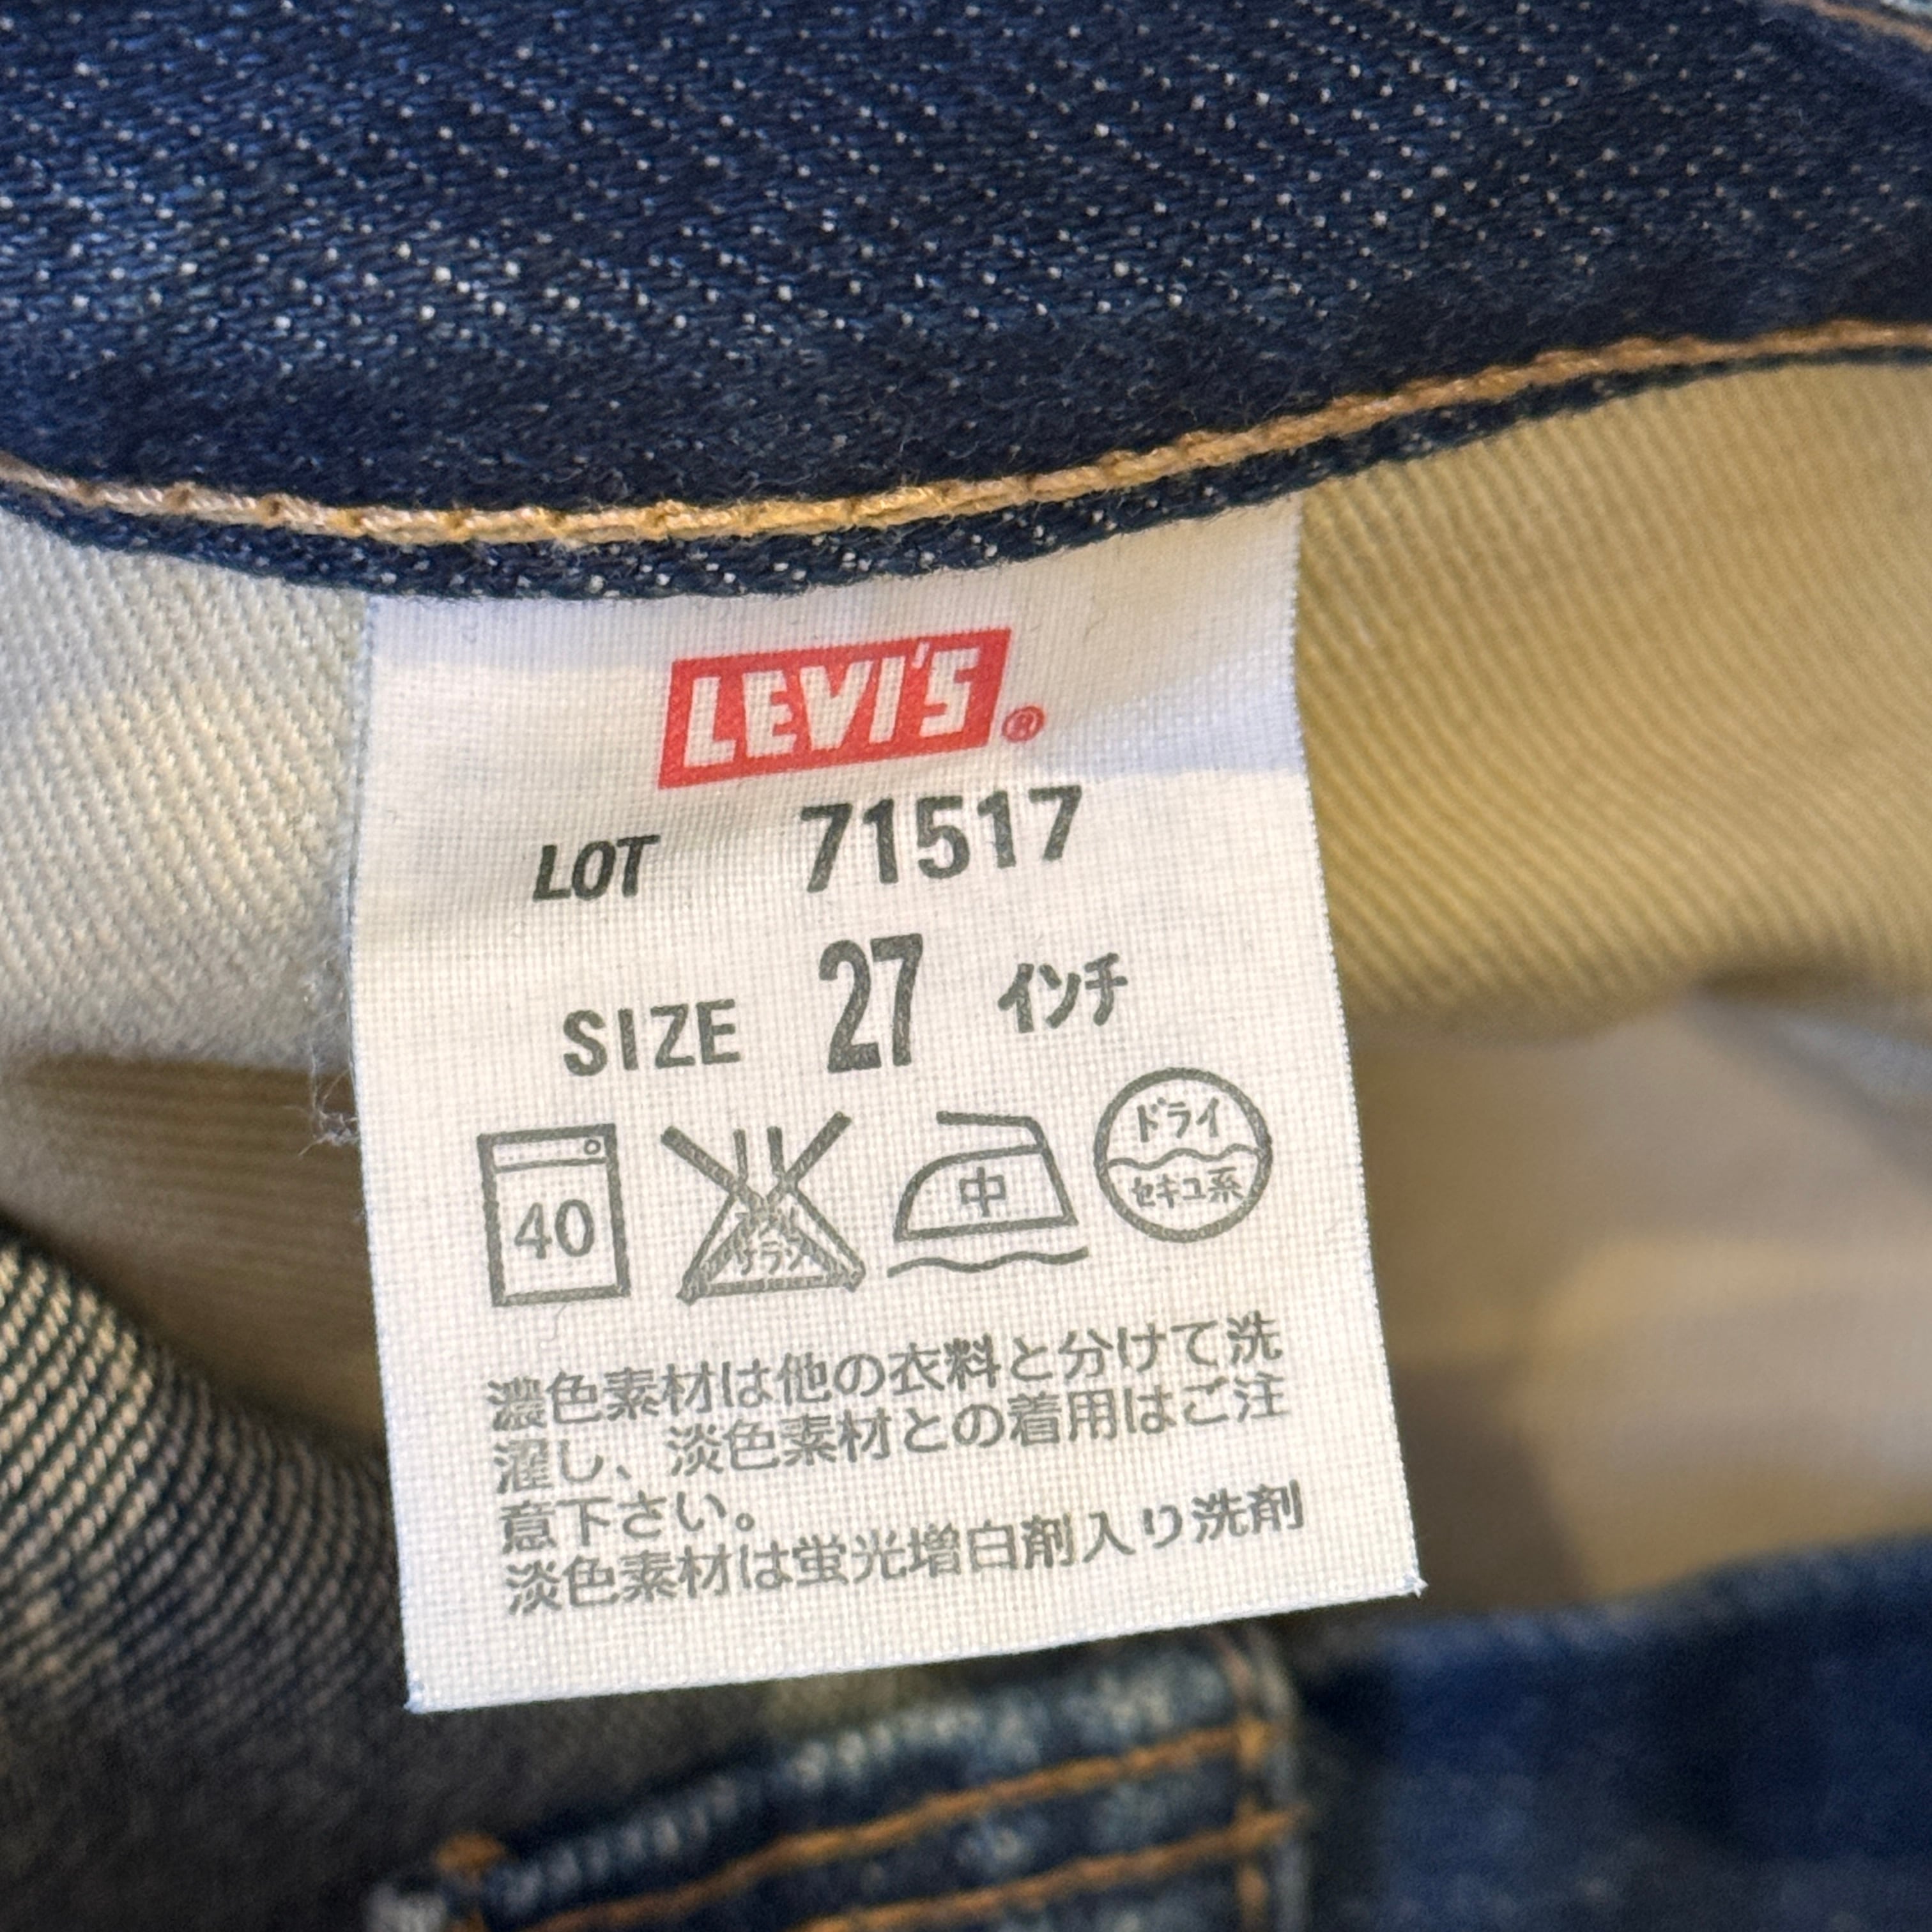 LEVI'S®
LOT 71517
SIZE 27 インチ
40
中
ドライ
セキユ系
濃色素材は他の衣料と分けて洗
濯し、淡色素材との着用はご注
意下さい。
淡色素材は蛍光増白剤入り洗剤